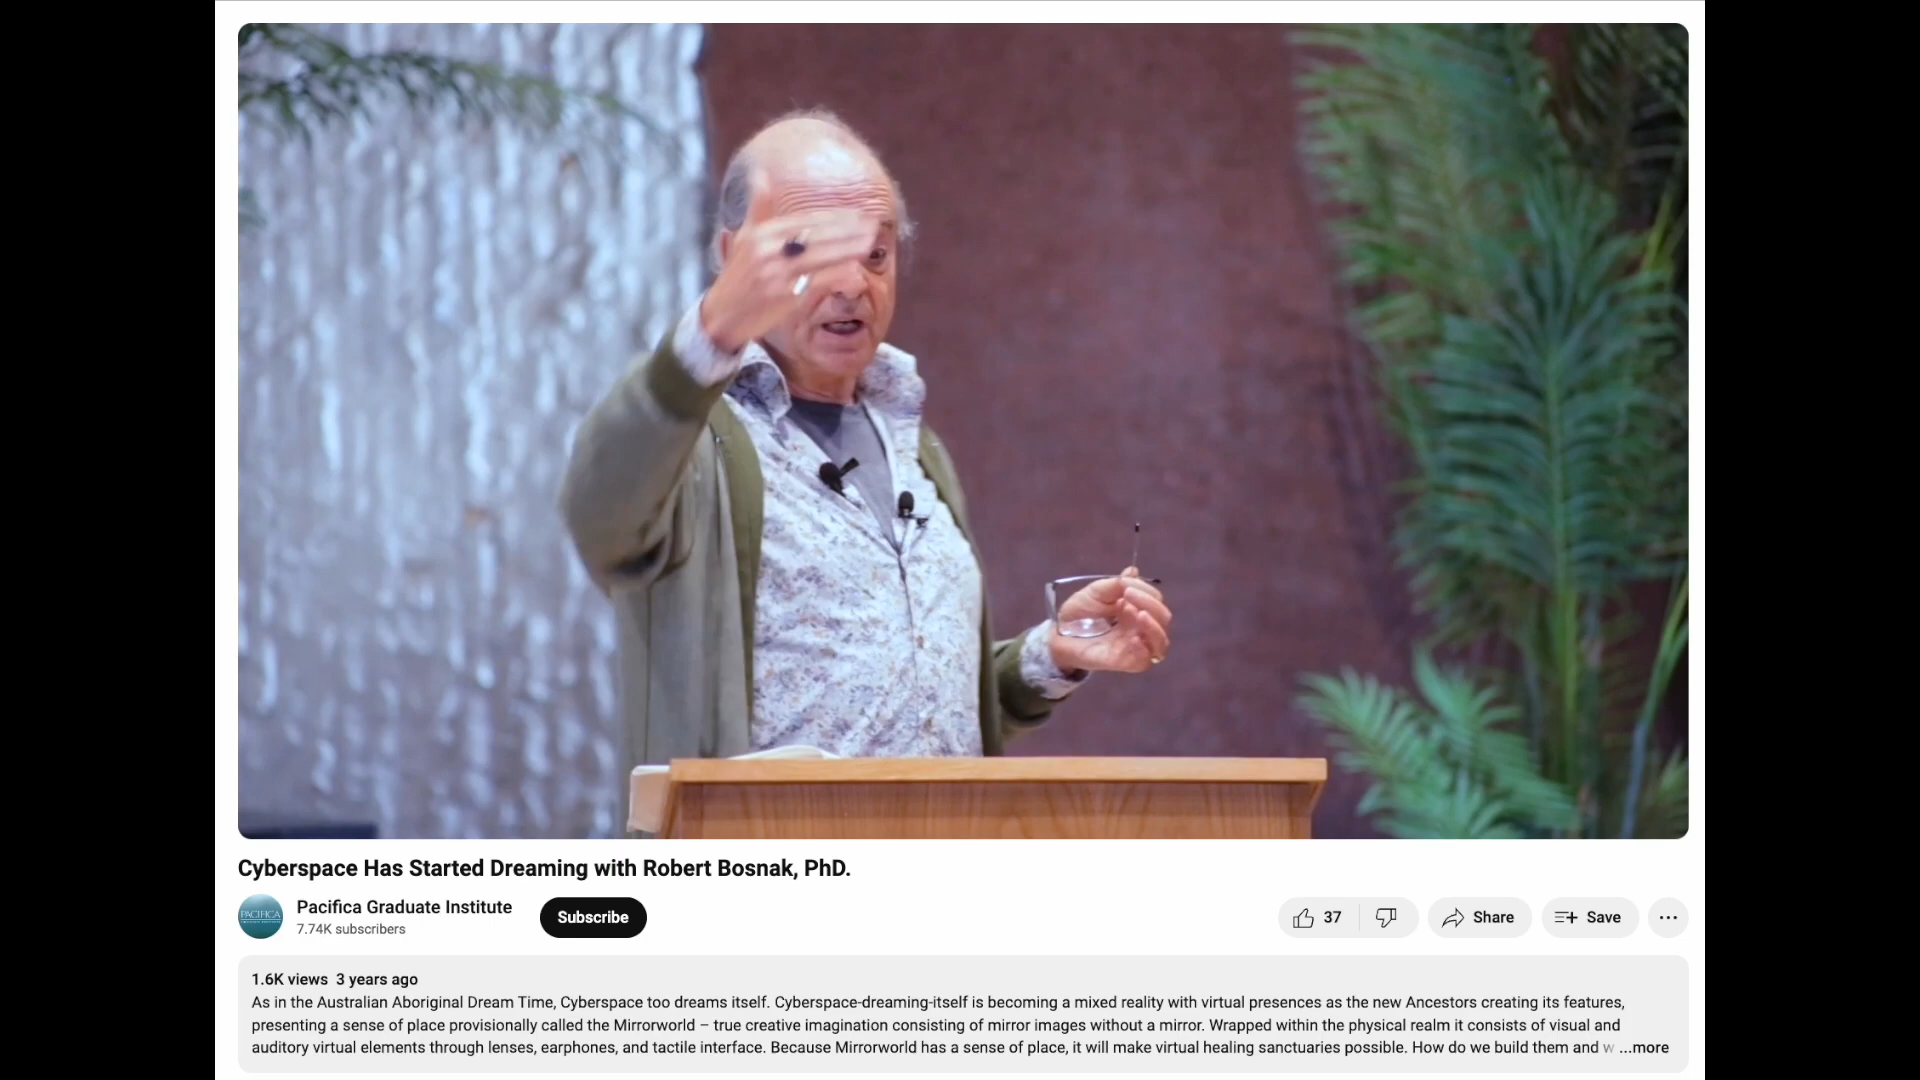 Cyberspace Has Started Dreaming with Robert Bosnak, PhD.
PACIFICA
Pacifica Graduate Institute
7.74K subscribers
Subscribe
37
Share
Save
1.6K views 3 years ago
As in the Australian Aboriginal Dream Time, Cyberspace too dreams itself. Cyberspace-dreaming-itself is becoming a mixed reality with virtual presences as the new Ancestors creating its features,
presenting a sense of place provisionally called the Mirrorworld – true creative imagination consisting of mirror images without a mirror. Wrapped within the physical realm it consists of visual and
auditory virtual elements through lenses, earphones, and tactile interface. Because Mirrorworld has a sense of place, it will make virtual healing sanctuaries possible. How do we build them and w ...more